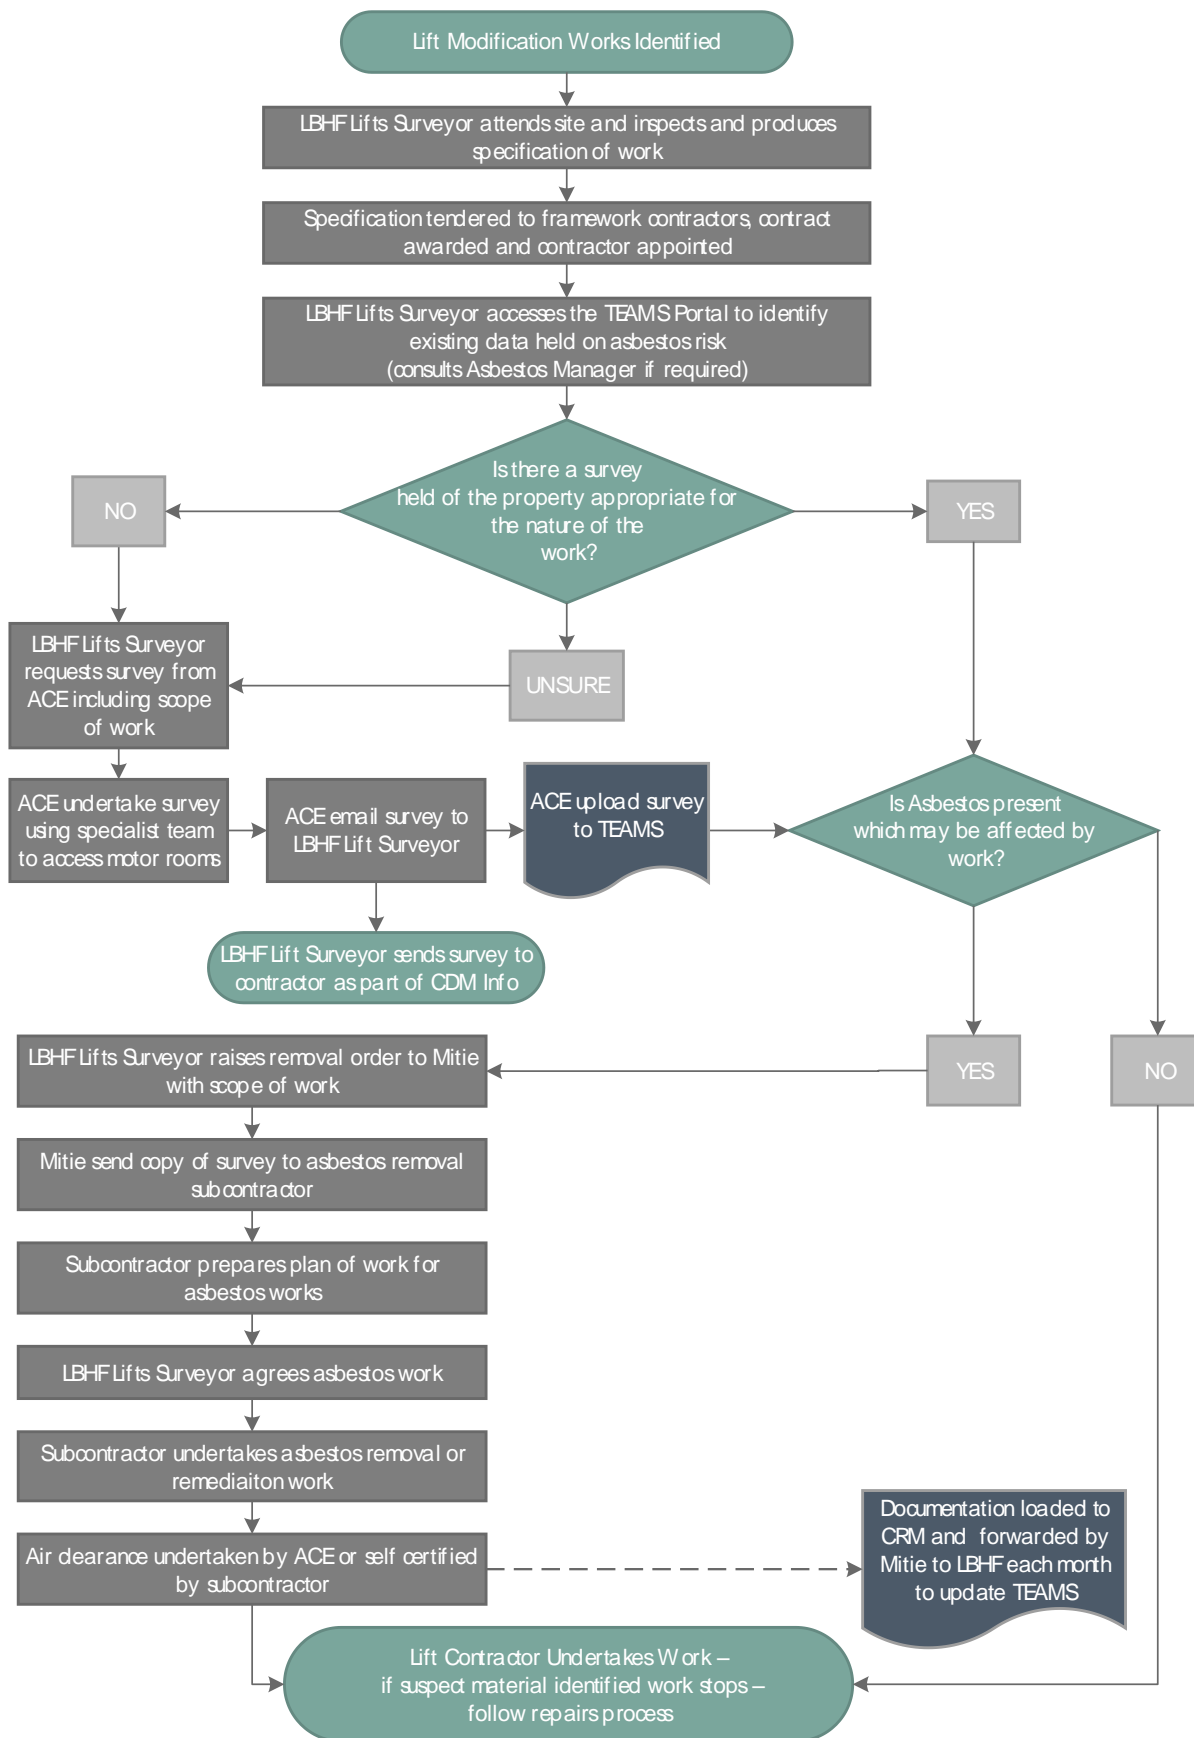 Lift Modification Works Identified
LBHF Lifts Surveyor attends site and inspects and produces
specification of work
Specification tendered to framework contractors, contract
awarded and contractor appointed
LBHF Lifts Surveyor accesses the TEAMS Portal to identify
existing data held on asbestos risk
(consults Asbestos Manager if required)
Is there a survey
held of the property appropriate for
the nature of the
work?
NO
YES
LBHF Lifts Surveyor
requests survey from
ACE including scope
of work
UNSURE
ACE undertake survey
using specialist team
to access motor rooms
ACE email survey to
LBHF Lift Surveyor
ACE upload survey
to TEAMS
Is Asbestos present
which may be affected by
work?
LBHF Lift Surveyor sends survey to
contractor as part of CDM Info
LBHF Lifts Surveyor raises removal order to Mitie
with scope of work
YES
NO
Mitie send copy of survey to asbestos removal
subcontractor
Subcontractor prepares plan of work for
asbestos works
LBHF Lifts Surveyor agrees asbestos work
Subcontractor undertakes asbestos removal or
remediaiton work
Air clearance undertaken by ACE or self certified
by subcontractor
Documentation loaded to
CRM and forwarded by
Mitie to LBHF each month
to update TEAMS
Lift Contractor Undertakes Work –
if suspect material identified work stops –
follow repairs process